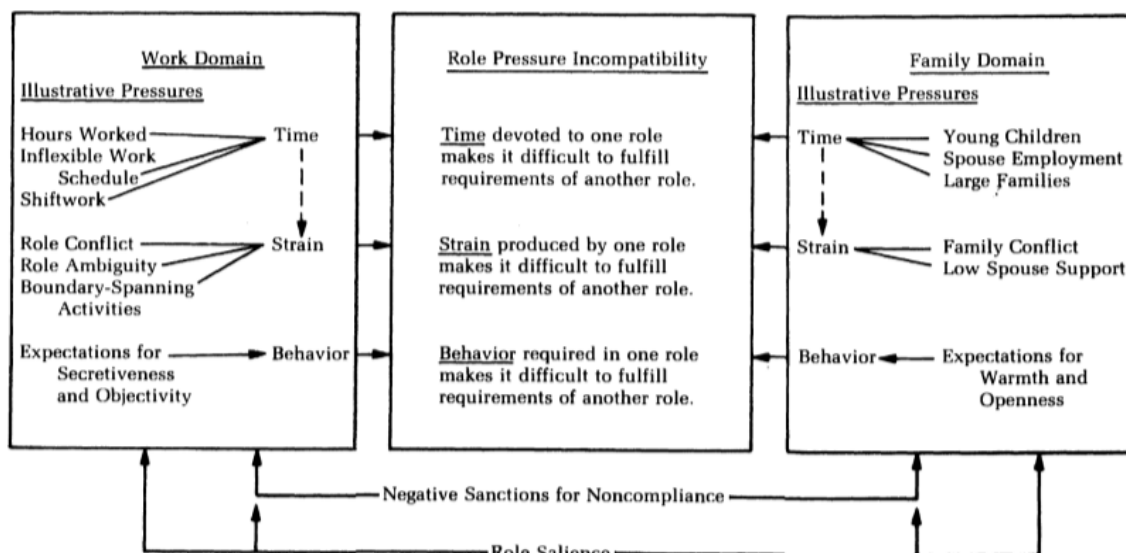 Work Domain
Illustrative Pressures
Hours Worked
Inflexible Work
Schedule
Shiftwork
Time
Role Conflict
Role Ambiguity
Boundary-Spanning
Activities
Strain
Expectations for
Secretiveness
and Objectivity
Behavior
Role Pressure Incompatibility
Time devoted to one role
makes it difficult to fulfill
requirements of another role.
Strain produced by one role
makes it difficult to fulfill
requirements of another role.
Behavior required in one role
makes it difficult to fulfill
requirements of another role.
Family Domain
Illustrative Pressures
Time
Young Children
Spouse Employment
Large Families
Strain
Family Conflict
Low Spouse Support
Behavior
Expectations for
Warmth and
Openness
Negative Sanctions for Noncompliance
Role Salience